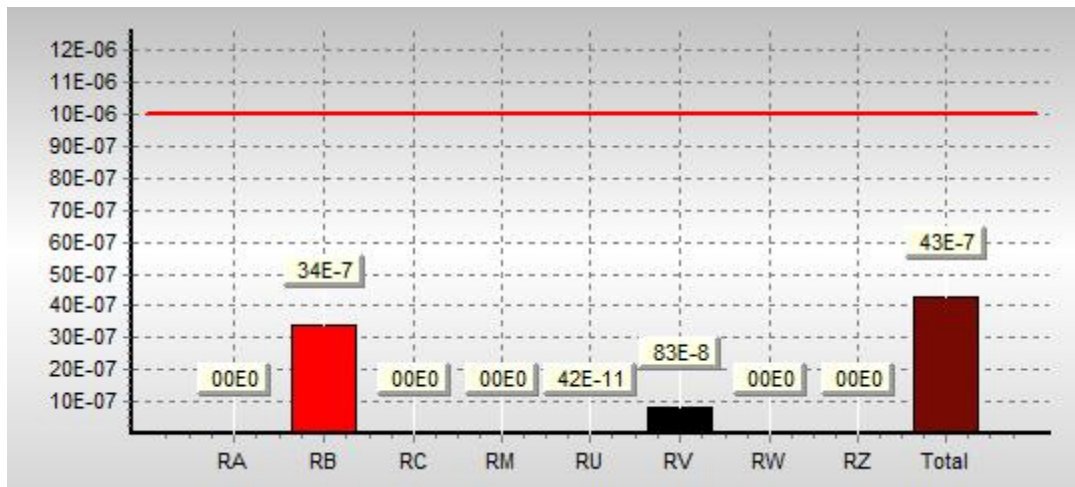 12E-06
11E-06
10E-06
90E-07
80E-07
70E-07
60E-07
50E-07
40E-07
30E-07
20E-07
10E-07
43E-7
34E-7
83E-8
00E0 00E0 00E0 42E-11 00E0 00E0
RA RB RC RM RU RV RW RZ Total